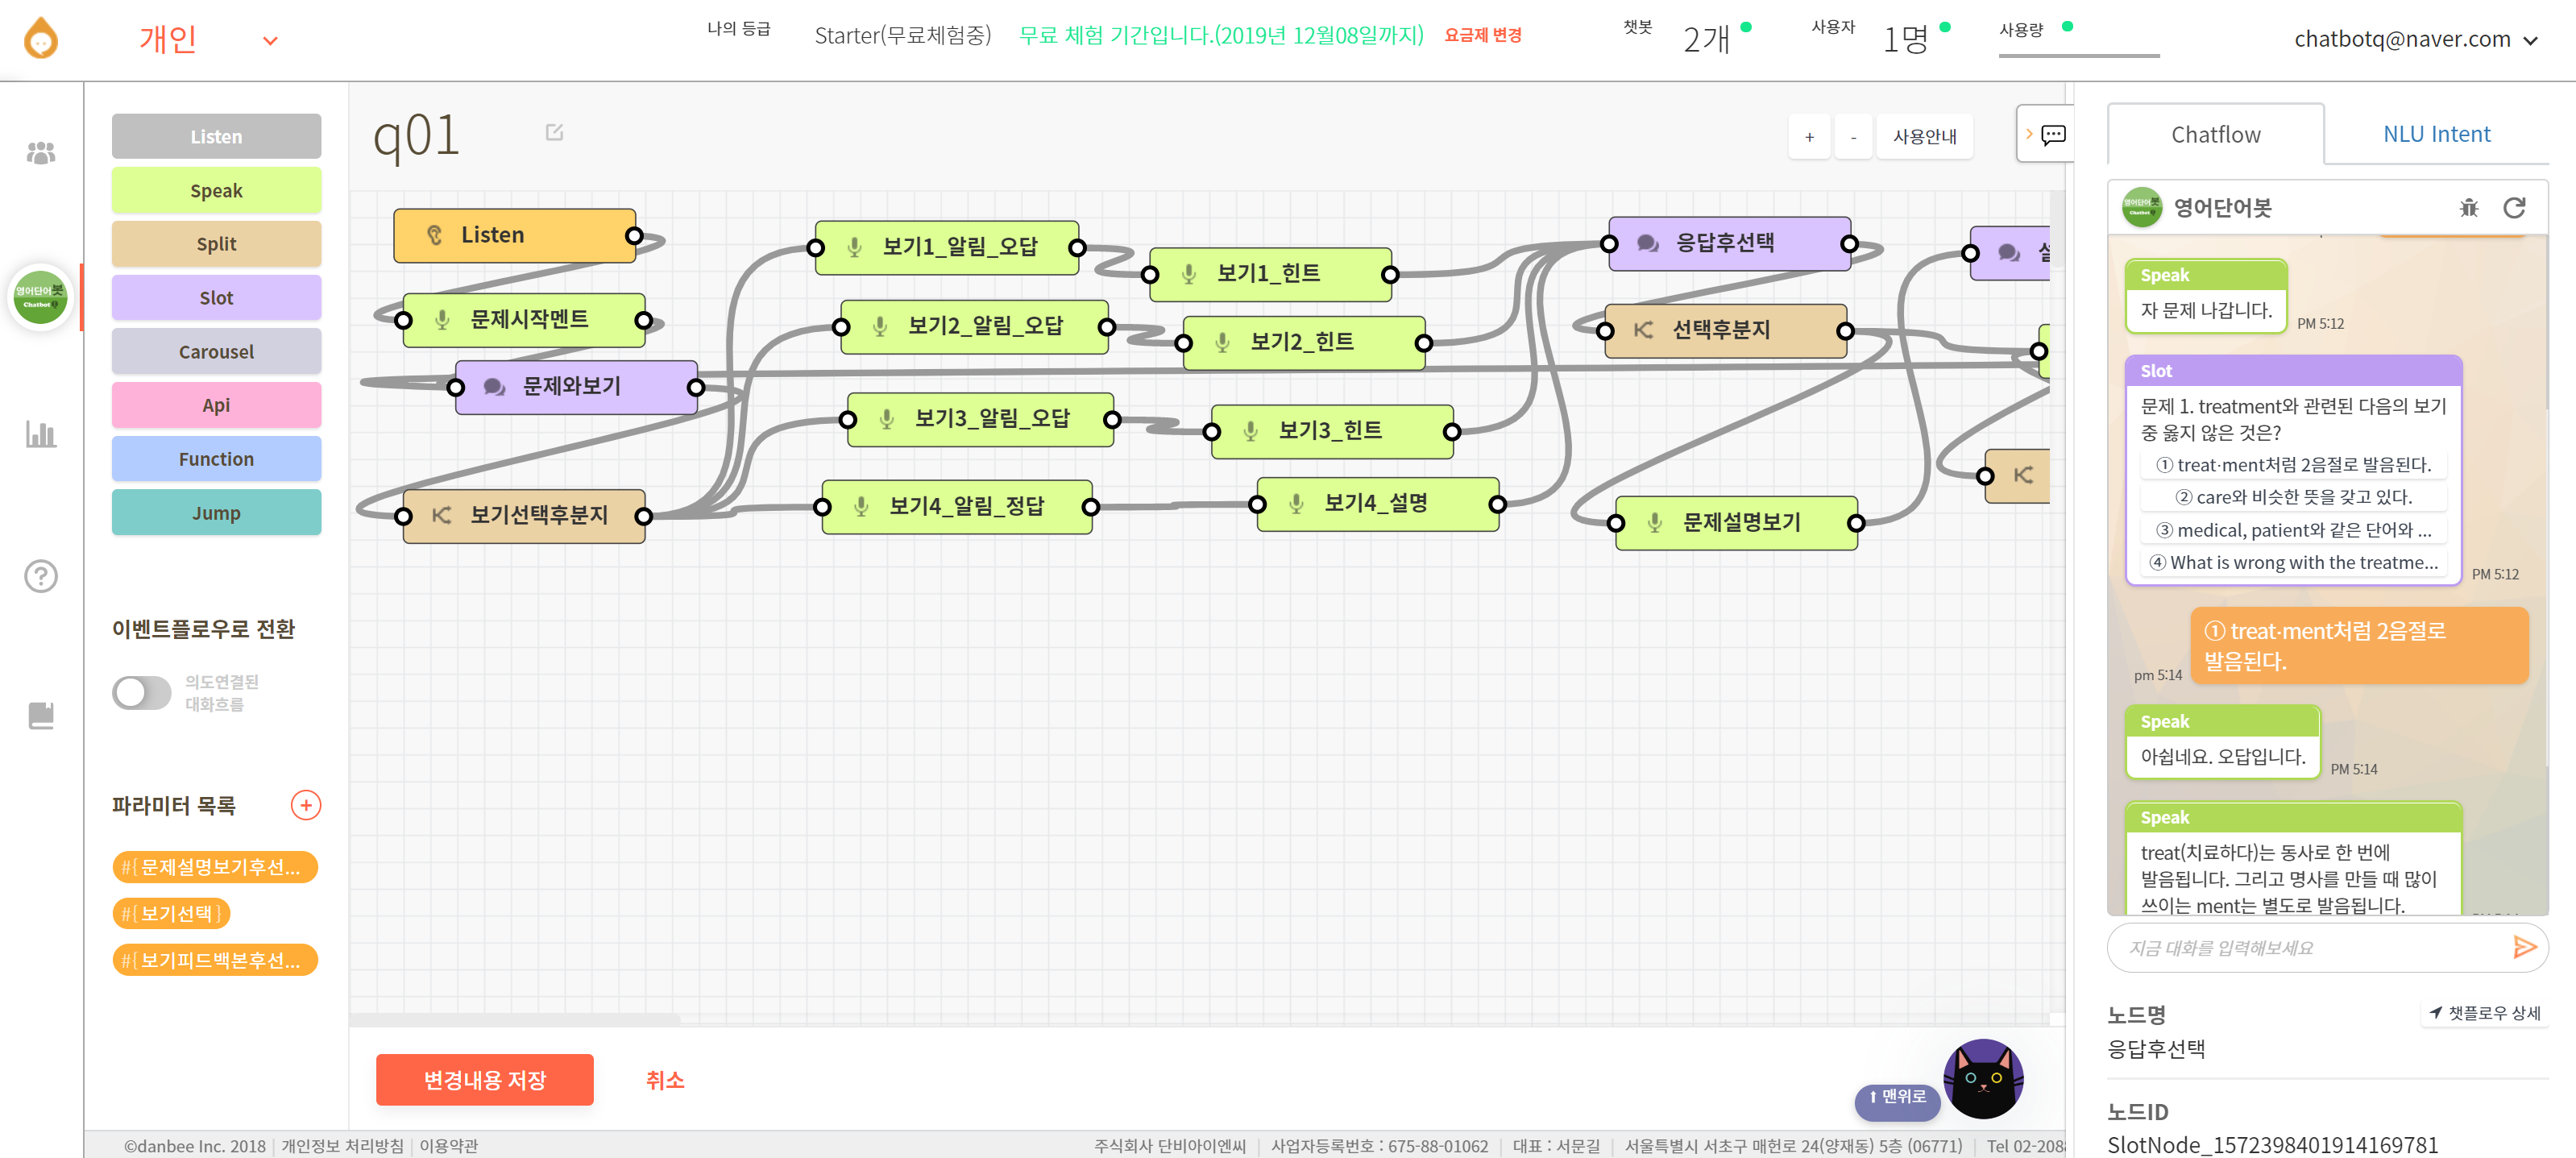 개인
나의 등급
Starter(무료체험중)
무료 체험 기간입니다.(2019년 12월08일까지)
요금제 변경
챗봇
2개
사용자
1명
사용량
chatbotq@naver.com
영어단어봇
Chatbot
Listen
Speak
Split
Slot
Carousel
Api
Function
Jump
이벤트플로우로 전환
의도연결된
대화흐름
파라미터 목록
+
#{문제설명보기후선...
#{보기선택}
#{보기피드백본후선...
q01
+
-
사용안내
Listen
문제시작멘트
문제와보기
보기선택후분지
보기1_알림_오답
보기2_알림_오답
보기3_알림_오답
보기4_알림_정답
보기1_힌트
보기2_힌트
보기3_힌트
보기4_설명
응답후선택
선택후분지
문제설명보기
변경내용 저장
취소
맨위로
Chatflow
NLU Intent
영어단어봇
Chatbot
영어단어봇
Speak
자 문제 나갑니다.
PM 5:12
Slot
문제 1. treatment와 관련된 다음의 보기
중 옳지 않은 것은?
① treat·ment처럼 2음절로 발음된다.
② care와 비슷한 뜻을 갖고 있다.
③ medical, patient와 같은 단어와 ...
④ What is wrong with the treatme...
PM 5:12
① treat·ment처럼 2음절로
발음된다.
pm 5:14
Speak
아쉽네요. 오답입니다.
PM 5:14
Speak
treat(치료하다)는 동사로 한 번에
발음됩니다. 그리고 명사를 만들 때 많이
쓰이는 ment는 별도로 발음됩니다.
지금 대화를 입력해보세요
노드명
챗플로우 상세
응답후선택
노드ID
SlotNode_1572398401914169781
©danbee Inc. 2018 | 개인정보 처리방침 | 이용약관
주식회사 단비아이엔씨 | 사업자등록번호 : 675-88-01062 | 대표 : 서문길 | 서울특별시 서초구 매헌로 24(양재동) 5층 (06771) | Tel 02-208